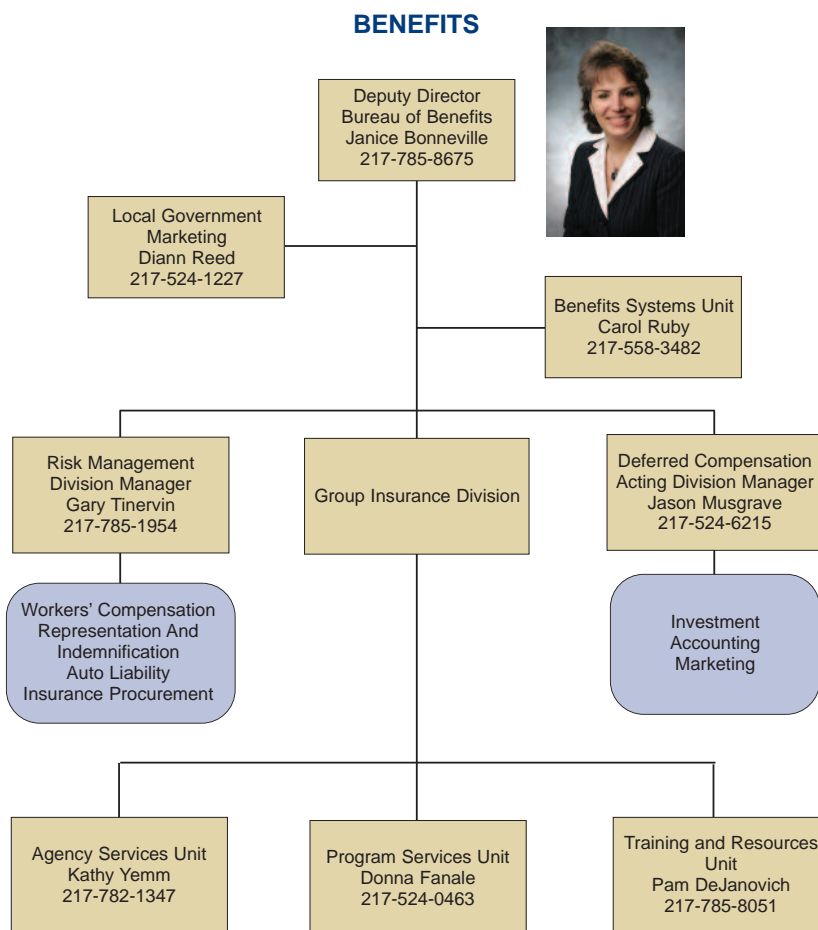 BENEFITS
Deputy Director
Bureau of Benefits
Janice Bonneville
217-785-8675
Local Government
Marketing
Diann Reed
217-524-1227
Benefits Systems Unit
Carol Ruby
217-558-3482
Risk Management
Division Manager
Gary Tinervin
217-785-1954
Group Insurance Division
Deferred Compensation
Acting Division Manager
Jason Musgrave
217-524-6215
Workers’ Compensation
Representation And
Indemnification
Auto Liability
Insurance Procurement
Investment
Accounting
Marketing
Agency Services Unit
Kathy Yemm
217-782-1347
Program Services Unit
Donna Fanale
217-524-0463
Training and Resources
Unit
Pam DeJanovich
217-785-8051